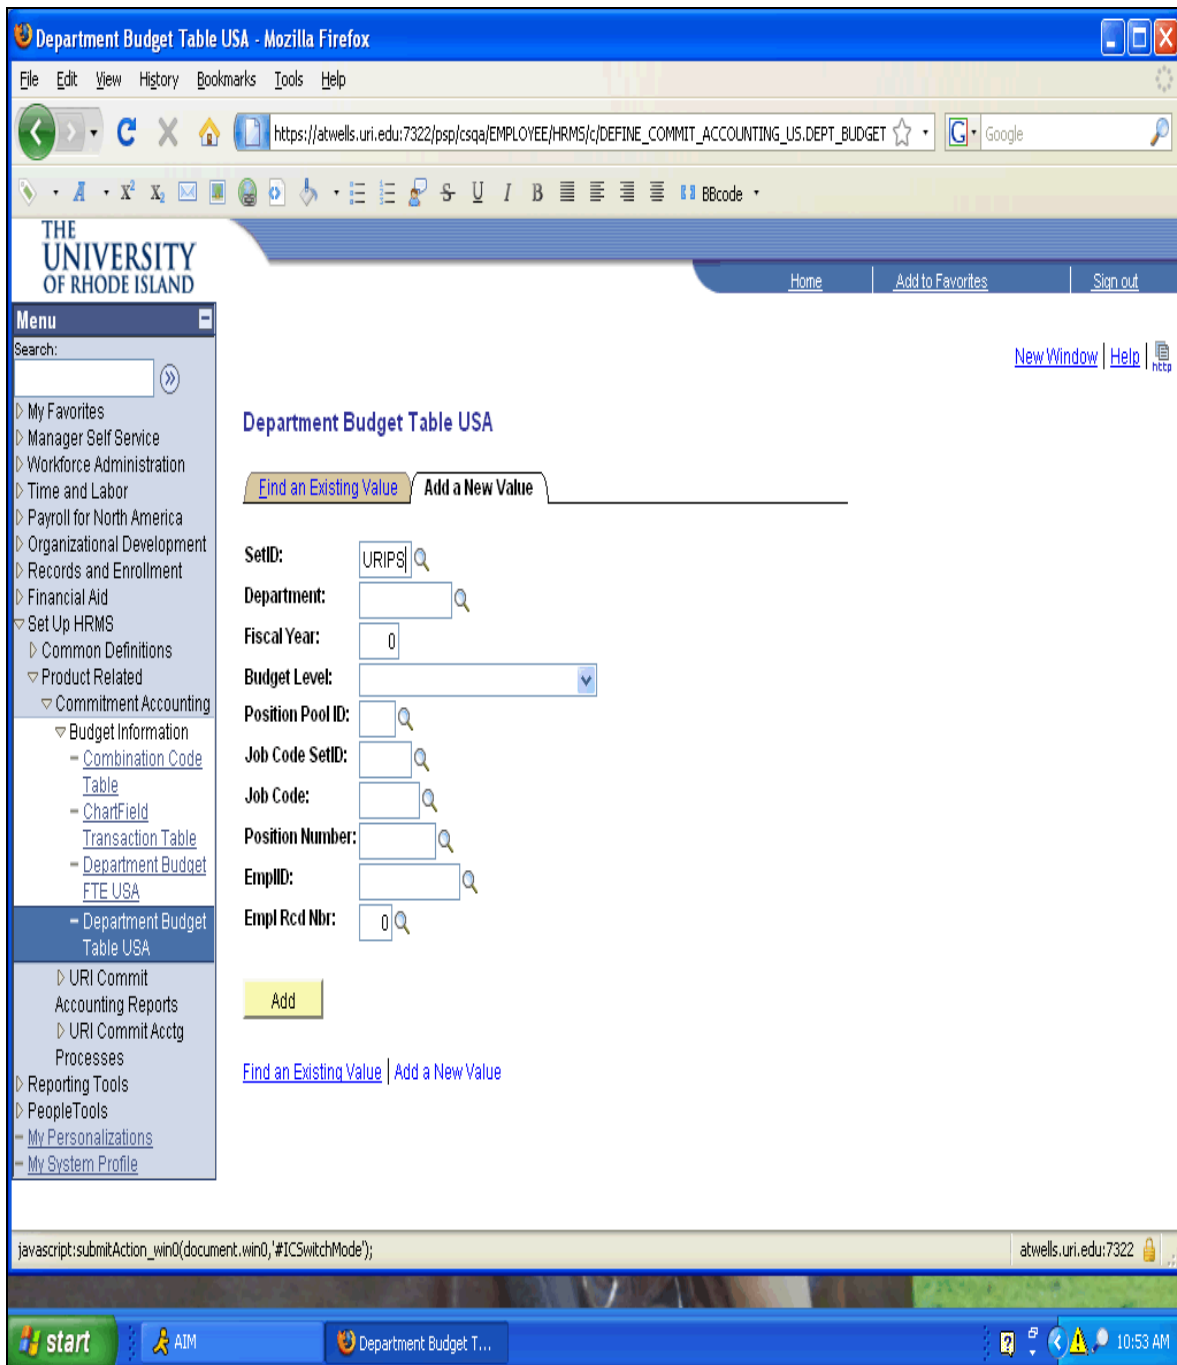 Department Budget Table USA - Mozilla Firefox
File Edit View History Bookmarks Tools Help
https://atwells.uri.edu:7322/psp/csqa/EMPLOYEE/HRMS/c/DEFINE_COMMIT_ACCOUNTING_US.DEPT_BUDGET
G Google
A X² X₂ S U I B BBcode
THE
UNIVERSITY
OF RHODE ISLAND
Home Add to Favorites Sign out
Menu
Search:
New Window | Help | http
My Favorites
Manager Self Service
Workforce Administration
Time and Labor
Payroll for North America
Organizational Development
Records and Enrollment
Financial Aid
Set Up HRMS
Common Definitions
Product Related
Commitment Accounting
Budget Information
Combination Code
Table
ChartField
Transaction Table
Department Budget
FTE USA
Department Budget
Table USA
URI Commit
Accounting Reports
URI Commit Acctg
Processes
Reporting Tools
PeopleTools
My Personalizations
My System Profile
Department Budget Table USA
Find an Existing Value Add a New Value
SetID: URIPS
Department:
Fiscal Year: 0
Budget Level:
Position Pool ID:
Job Code SetID:
Job Code:
Position Number:
EmplID:
Empl Rcd Nbr: 0
Add
Find an Existing Value | Add a New Value
javascript:submitAction_win0(document.win0,'#ICSwitchMode');
atwells.uri.edu:7322
start AIM Department Budget T... 10:53 AM